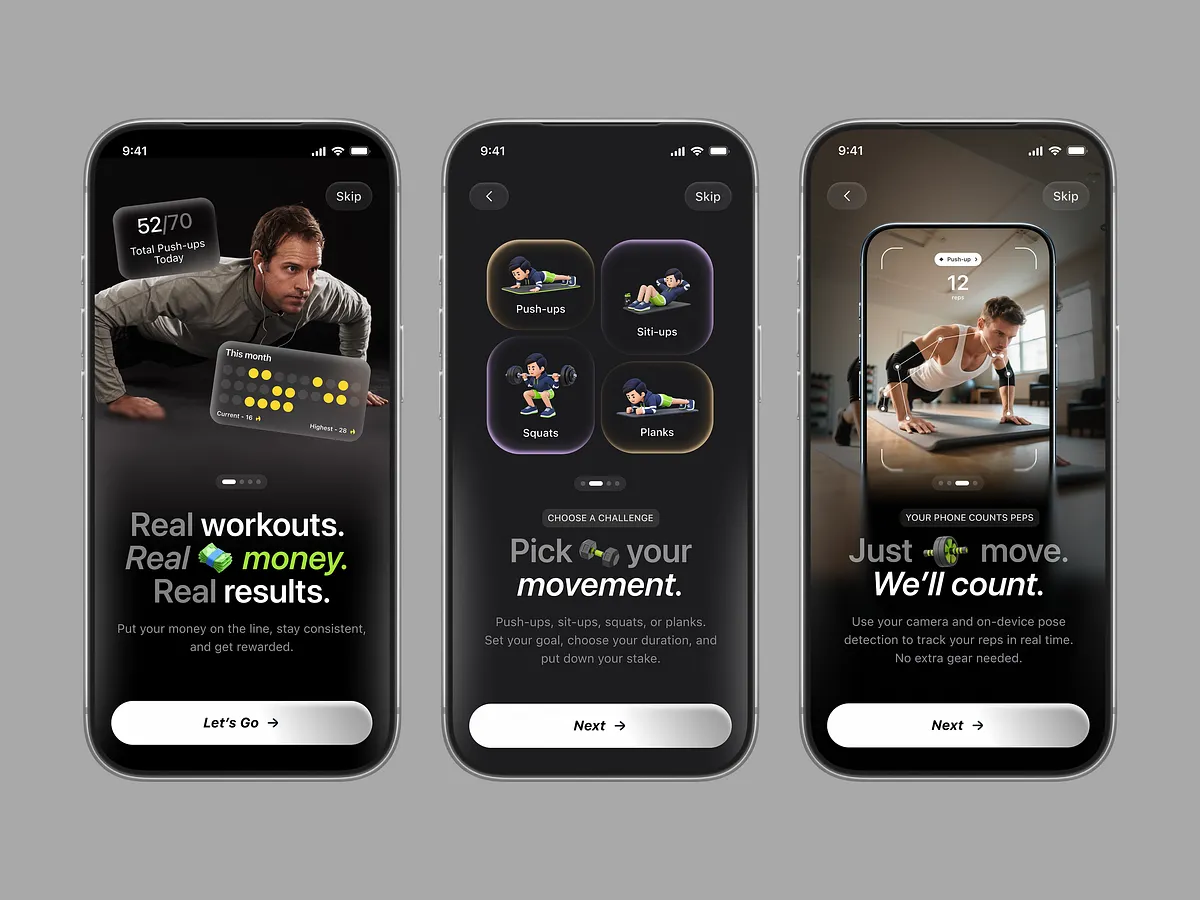 9:41
Skip
52/70
Total Push-ups
Today
This month
Current - 16
Highest - 28
Real workouts.
Real money.
Real results.
Put your money on the line, stay consistent,
and get rewarded.
Let's Go →
9:41
Skip
Push-ups
Siti-ups
Squats
Planks
CHOOSE A CHALLENGE
Pick your
movement.
Push-ups, sit-ups, squats, or planks.
Set your goal, choose your duration, and
put down your stake.
Next →
9:41
Skip
Push-up
12
reps
YOUR PHONE COUNTS PEPS
Just move.
We'll count.
Use your camera and on-device pose
detection to track your reps in real time.
No extra gear needed.
Next →